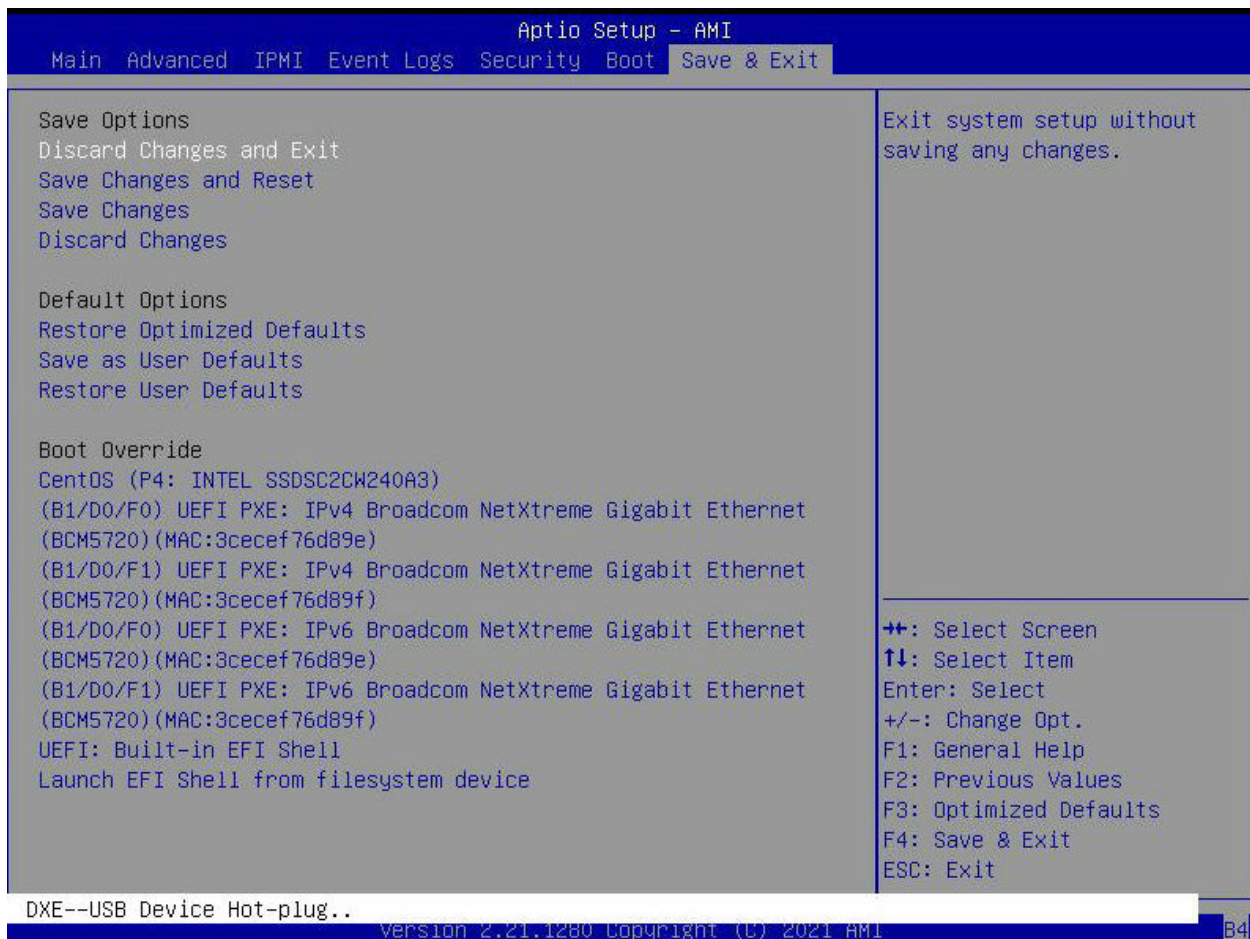 Aptio Setup – AMI
Main Advanced IPMI Event Logs Security Boot Save & Exit
Save Options
Discard Changes and Exit
Save Changes and Reset
Save Changes
Discard Changes
Default Options
Restore Optimized Defaults
Save as User Defaults
Restore User Defaults
Boot Override
CentOS (P4: INTEL SSDSC2CW240A3)
(B1/D0/F0) UEFI PXE: IPv4 Broadcom NetXtreme Gigabit Ethernet
(BCM5720)(MAC:3cecef76d89e)
(B1/D0/F1) UEFI PXE: IPv4 Broadcom NetXtreme Gigabit Ethernet
(BCM5720)(MAC:3cecef76d89f)
(B1/D0/F0) UEFI PXE: IPv6 Broadcom NetXtreme Gigabit Ethernet
(BCM5720)(MAC:3cecef76d89e)
(B1/D0/F1) UEFI PXE: IPv6 Broadcom NetXtreme Gigabit Ethernet
(BCM5720)(MAC:3cecef76d89f)
UEFI: Built-in EFI Shell
Launch EFI Shell from filesystem device
Exit system setup without
saving any changes.
→←: Select Screen
↑↓: Select Item
Enter: Select
+/-: Change Opt.
F1: General Help
F2: Previous Values
F3: Optimized Defaults
F4: Save & Exit
ESC: Exit
DXE--USB Device Hot-plug..
Version 2.21.1280 Copyright (C) 2021 AMI
B4